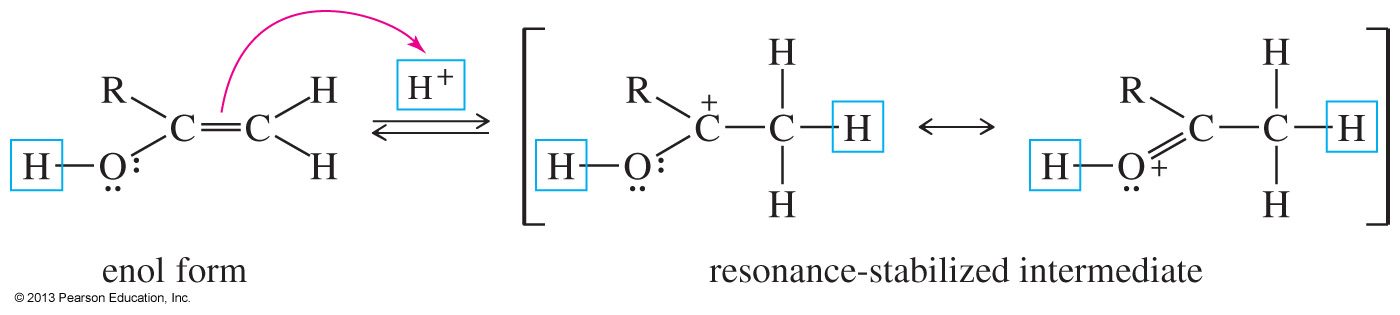 R H H⁺ R + H H R H
C C C C H C C H
H O : H H O : H H O + H
enol form resonance-stabilized intermediate
© 2013 Pearson Education, Inc.